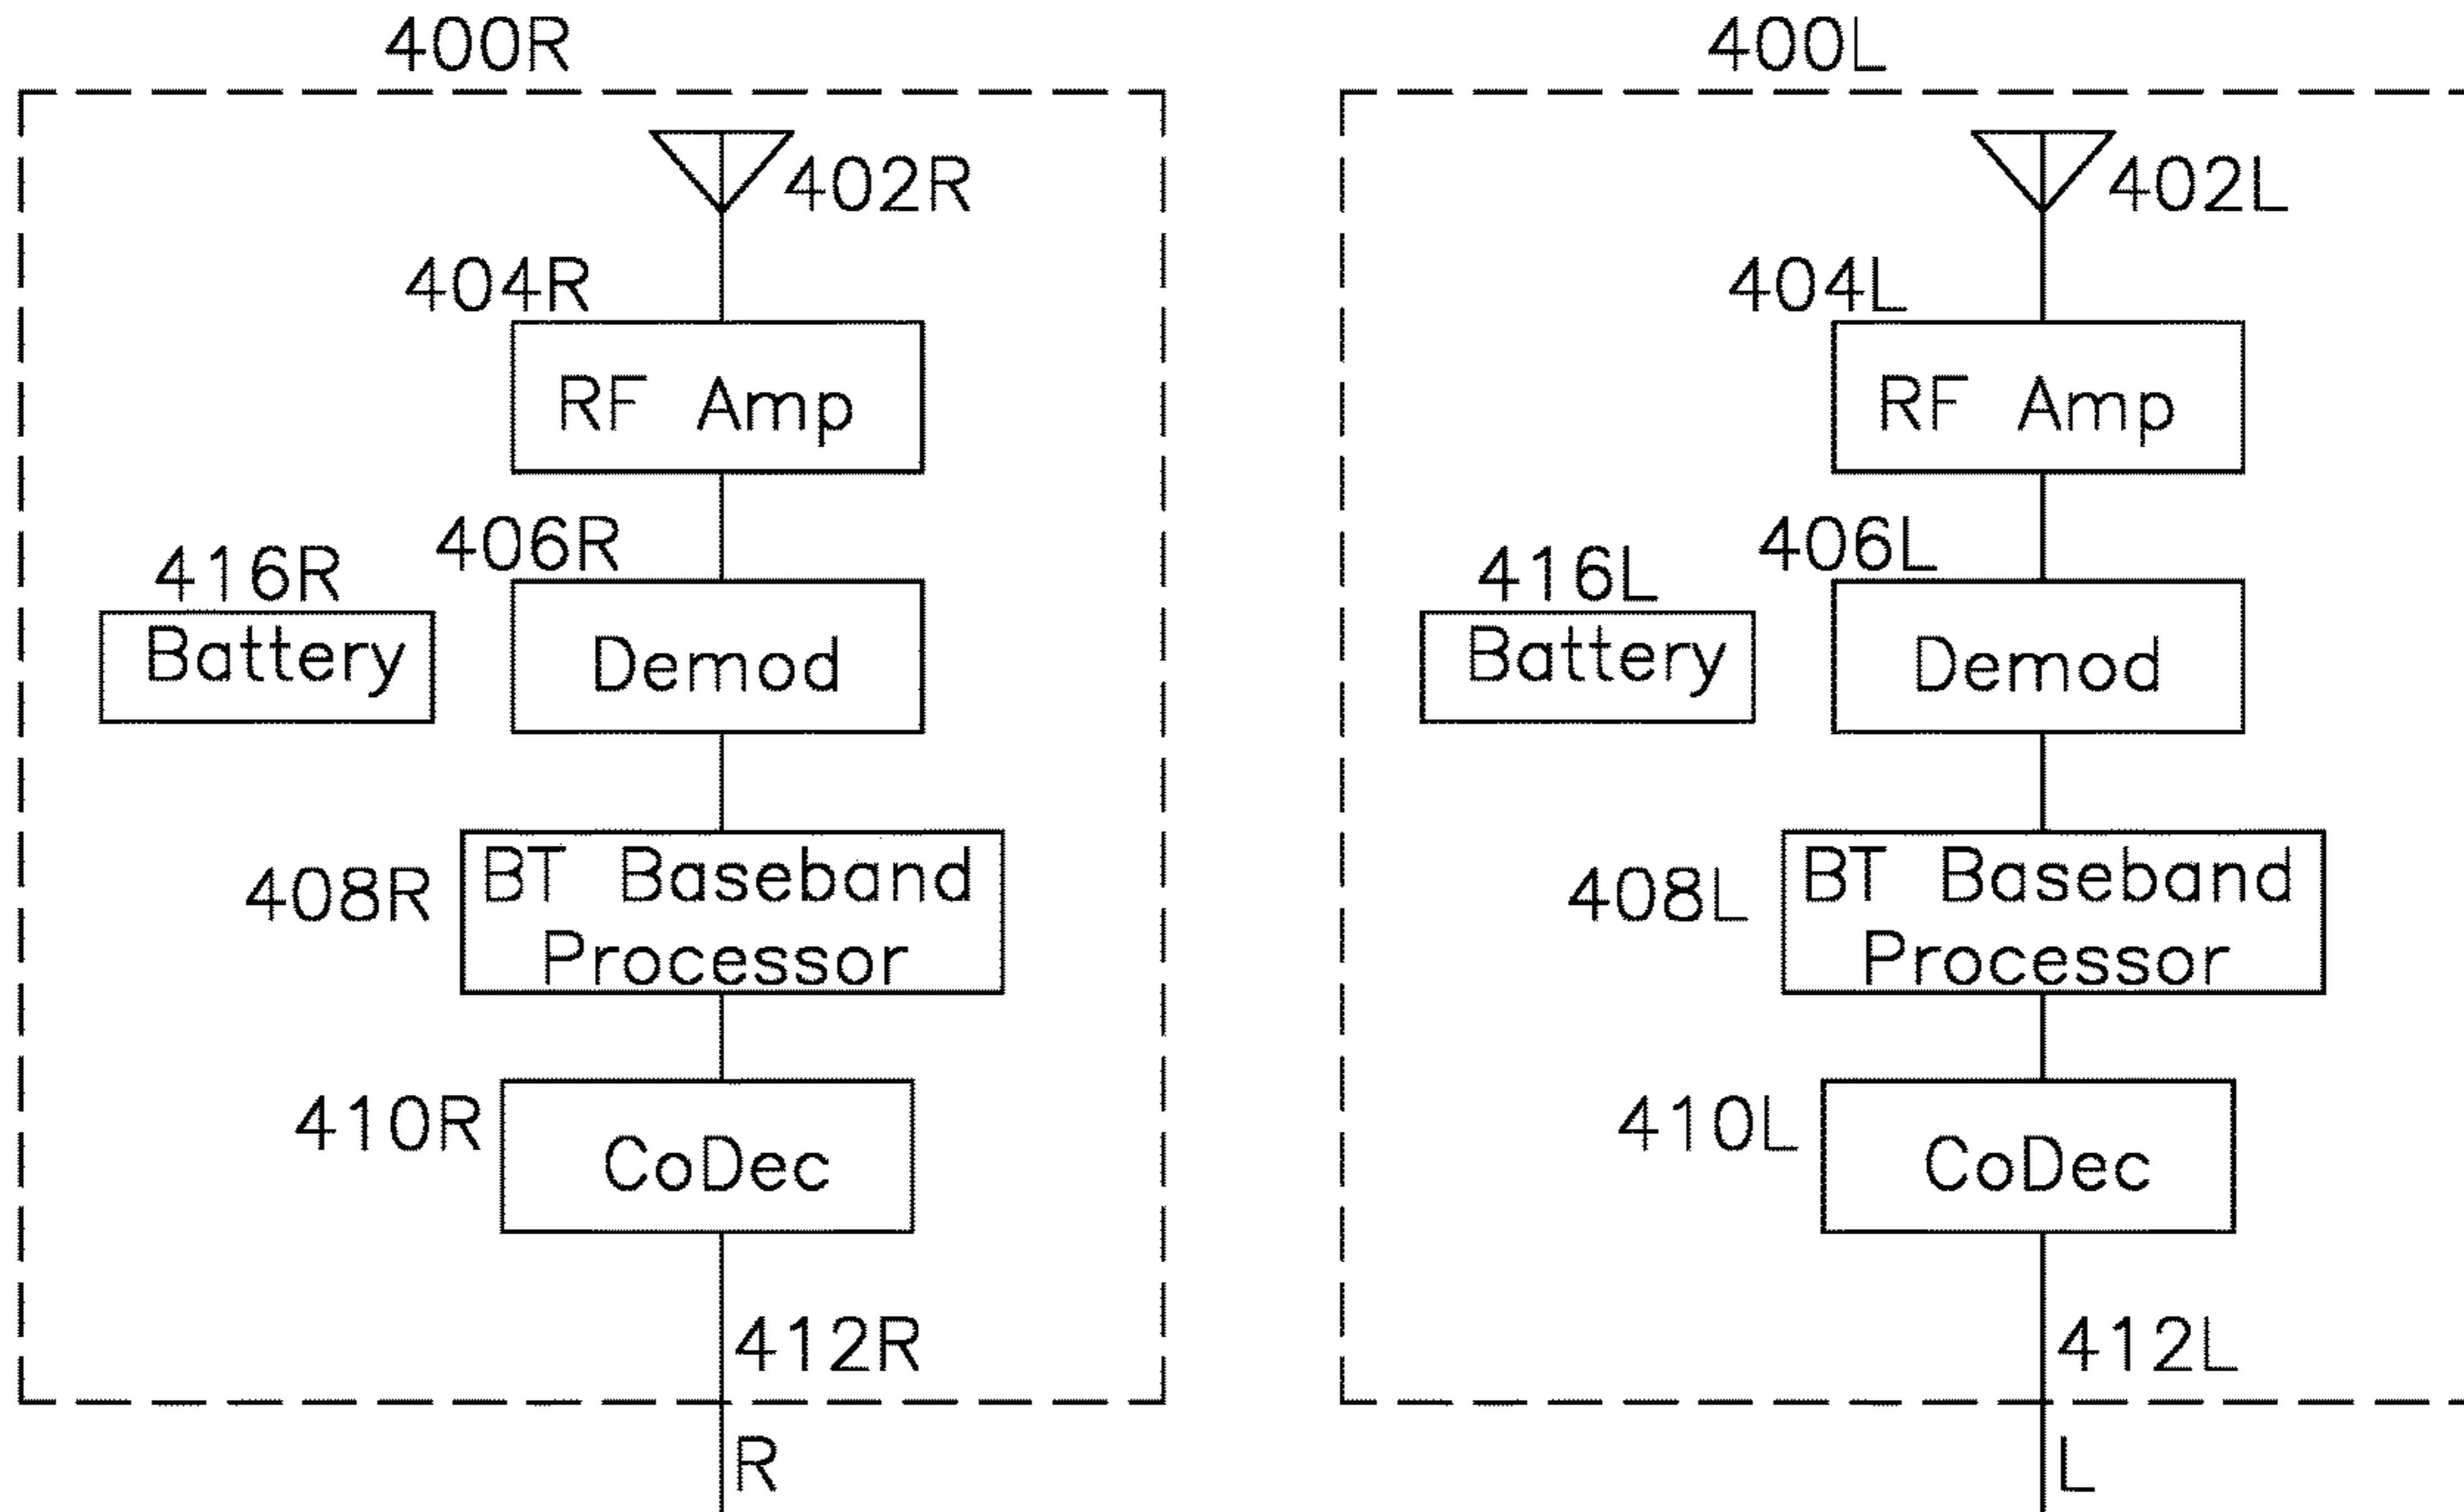 400R
402R
404R
RF Amp
406R
416R
Battery
Demod
408R
BT Baseband
Processor
410R
CoDec
412R
R
400L
402L
404L
RF Amp
406L
416L
Battery
Demod
408L
BT Baseband
Processor
410L
CoDec
412L
L